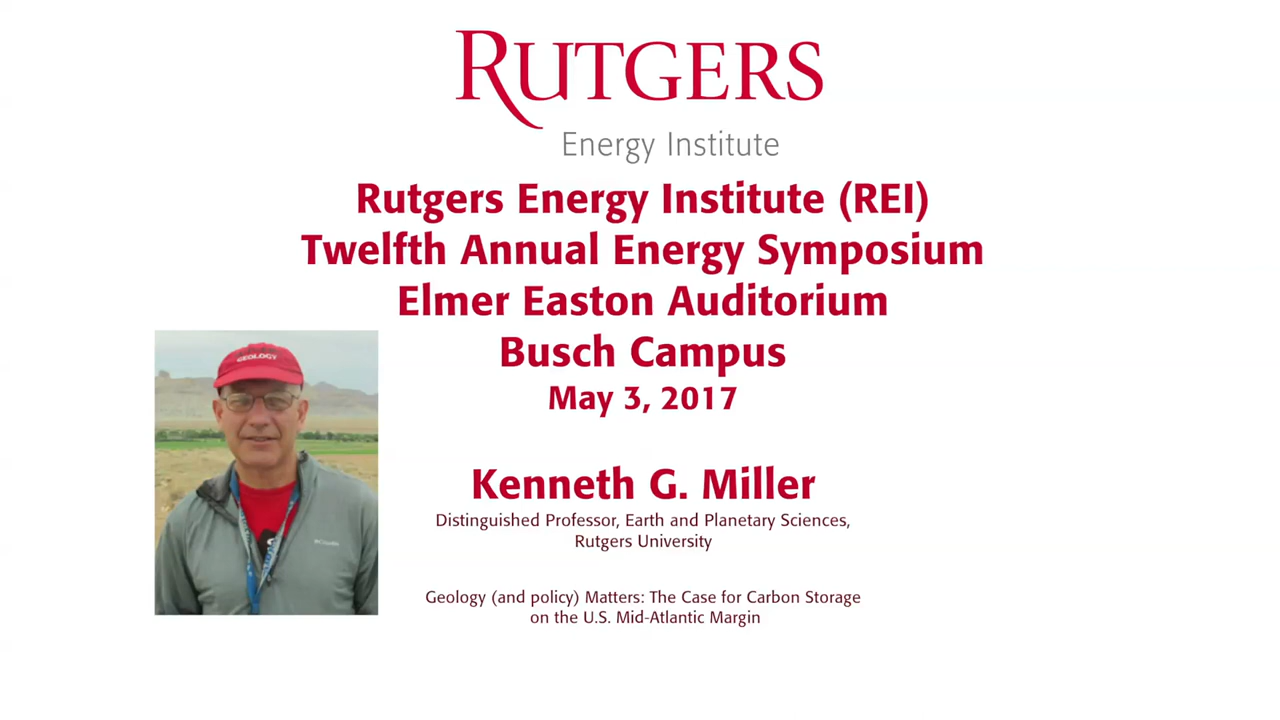 RUTGERS
Energy Institute
Rutgers Energy Institute (REI)
Twelfth Annual Energy Symposium
Elmer Easton Auditorium
Busch Campus
May 3, 2017
GEOLOGY
Kenneth G. Miller
Distinguished Professor, Earth and Planetary Sciences,
Rutgers University
Columbia
Geology (and policy) Matters: The Case for Carbon Storage
on the U.S. Mid-Atlantic Margin